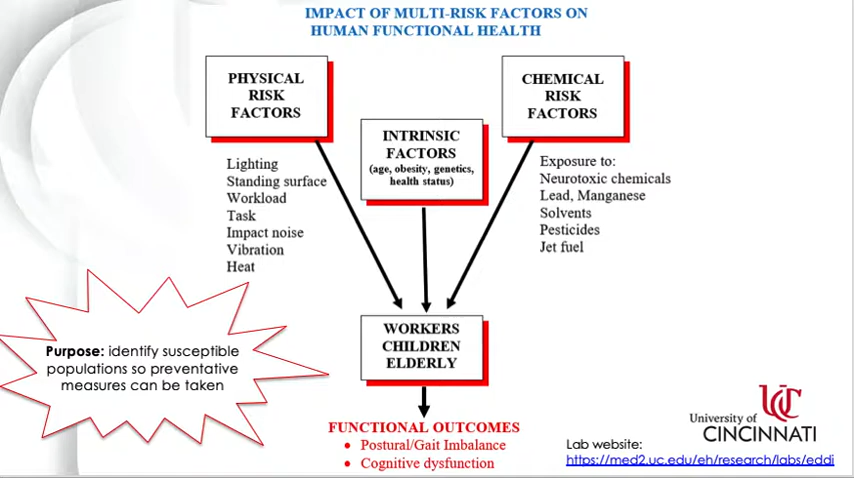 IMPACT OF MULTI-RISK FACTORS ON
HUMAN FUNCTIONAL HEALTH
PHYSICAL
RISK
FACTORS
INTRINSIC
FACTORS
(age, obesity, genetics,
health status)
CHEMICAL
RISK
FACTORS
Lighting
Standing surface
Workload
Task
Impact noise
Vibration
Heat
Exposure to:
Neurotoxic chemicals
Lead, Manganese
Solvents
Pesticides
Jet fuel
Purpose: identify susceptible
populations so preventative
measures can be taken
WORKERS
CHILDREN
ELDERLY
FUNCTIONAL OUTCOMES
• Postural/Gait Imbalance
• Cognitive dysfunction
University of
CINCINNATI
Lab website:
https://med2.uc.edu/eh/research/labs/eddi